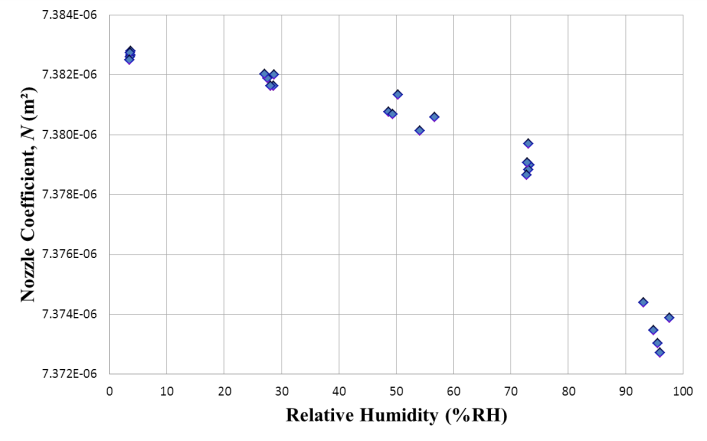 7.384E-06
7.382E-06
7.380E-06
7.378E-06
7.376E-06
7.374E-06
7.372E-06
Nozzle Coefficient, N (m²)
0 10 20 30 40 50 60 70 80 90 100
Relative Humidity (%RH)